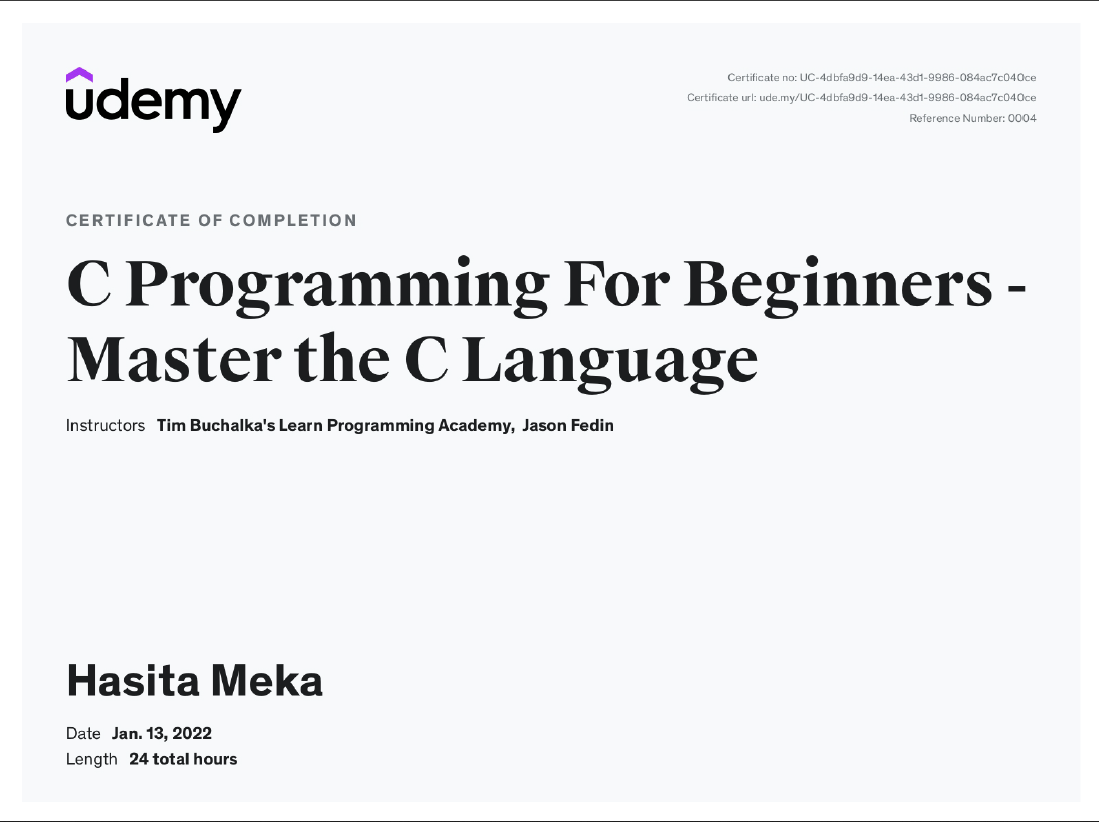 udemy
Certificate no: UC-4dbfa9d9-14ea-43d1-9986-084ac7c040ce
Certificate url: ude.my/UC-4dbfa9d9-14ea-43d1-9986-084ac7c040ce
Reference Number: 0004
CERTIFICATE OF COMPLETION
C Programming For Beginners -
Master the C Language
Instructors Tim Buchalka's Learn Programming Academy, Jason Fedin
Hasita Meka
Date Jan. 13, 2022
Length 24 total hours